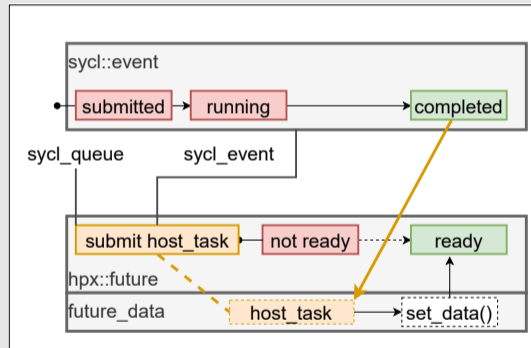 sycl::event
submitted
running
completed
sycl_queue
sycl_event
submit host_task
not ready
ready
hpx::future
future_data
host_task
set_data()